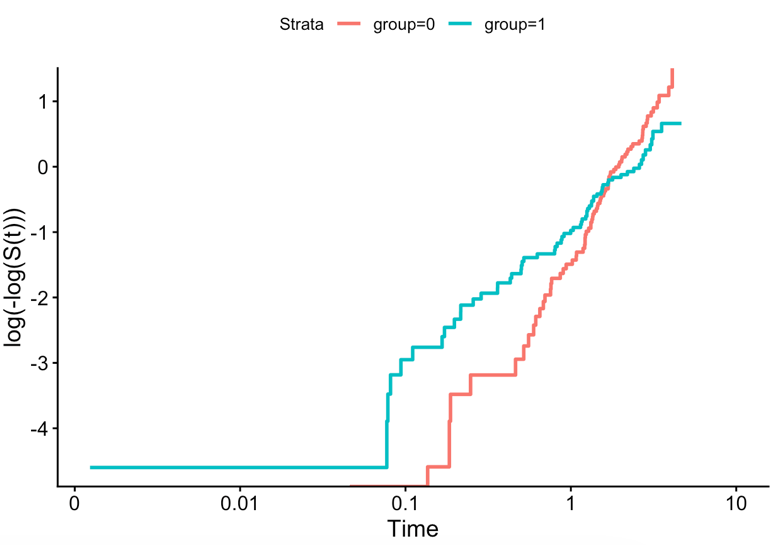 Strata group=0 group=1
1
0
-1
-2
-3
-4
log(-log(S(t)))
0 0.01 0.1 1 10
Time